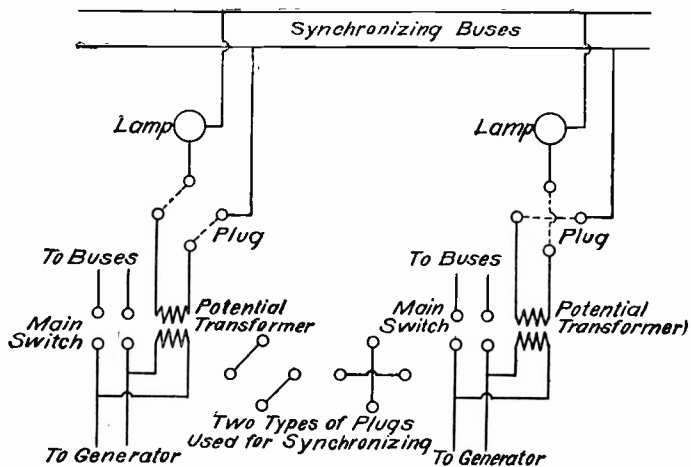 Synchronizing Buses
Lamp
Lamp
Plug
Plug
To Buses
To Buses
Main
Switch
Potential
Transformer
Main
Switch
Potential
Transformer)
Two Types of Plugs
Used for Synchronizing
To Generator
To Generator